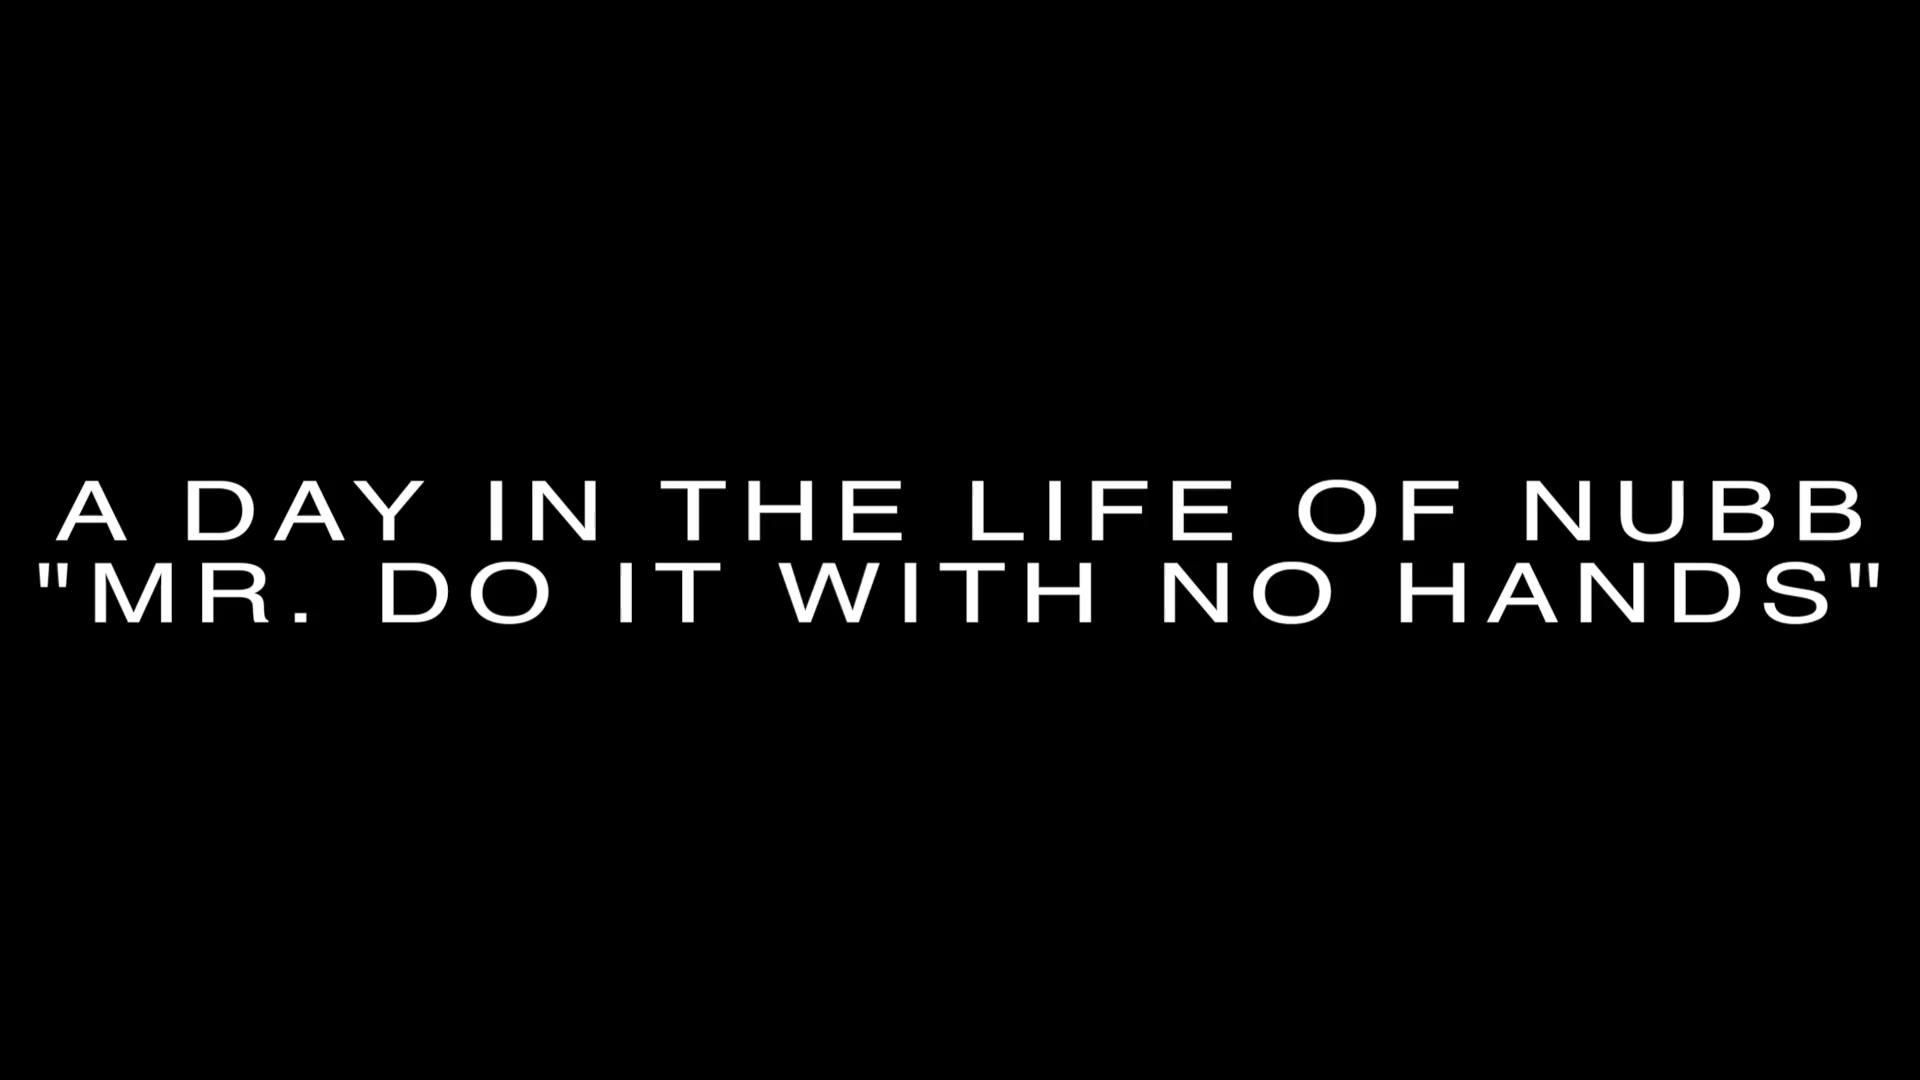 A DAY IN THE LIFE OF NUBB
"MR. DO IT WITH NO HANDS"